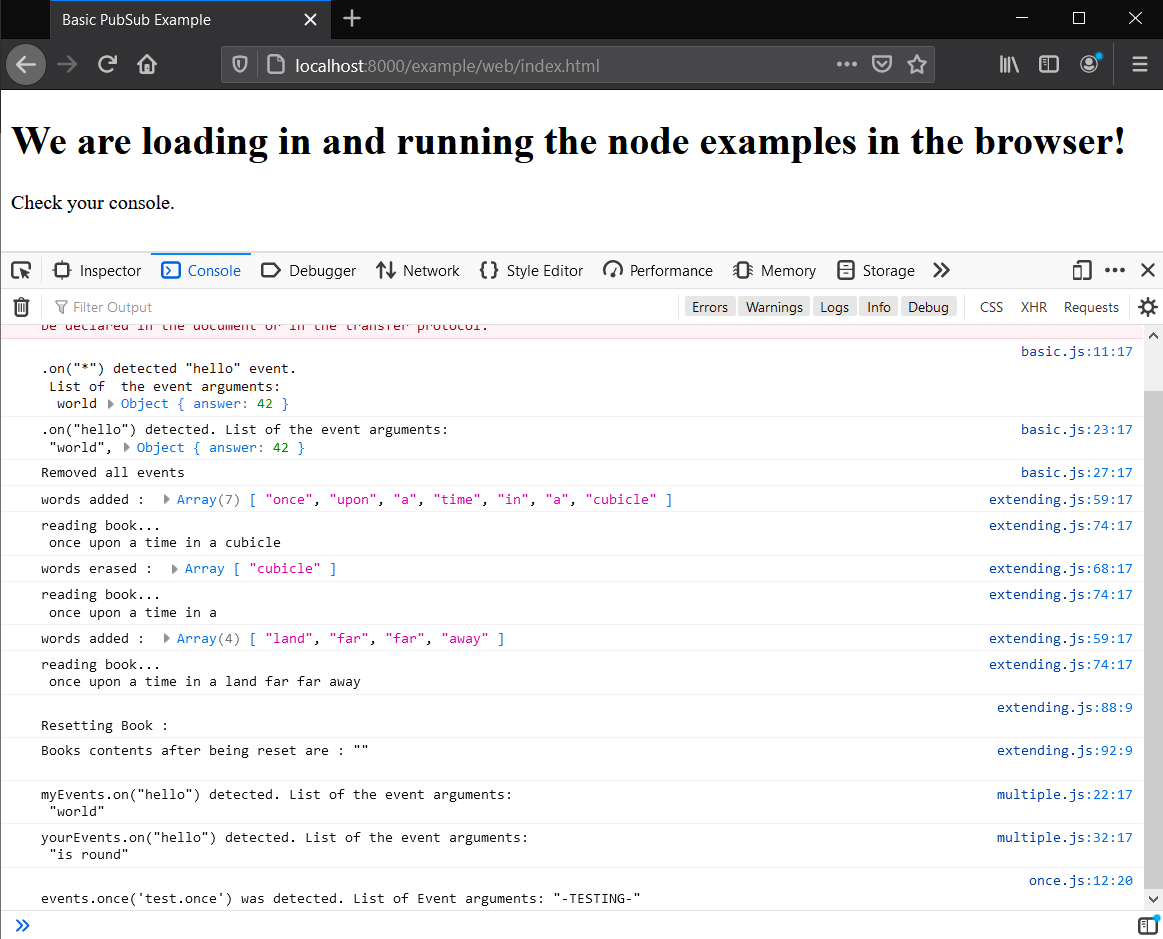 Basic PubSub Example
localhost:8000/example/web/index.html
We are loading in and running the node examples in the browser!
Check your console.
Inspector Console Debugger Network Style Editor Performance Memory Storage
Filter Output Errors Warnings Logs Info Debug CSS XHR Requests
be declared in the document or in the transfer protocol.
basic.js:11:17
.on("*") detected "hello" event.
List of  the event arguments:
world Object { answer: 42 }
.on("hello") detected. List of the event arguments: basic.js:23:17
"world", Object { answer: 42 }
Removed all events basic.js:27:17
words added : Array(7) [ "once", "upon", "a", "time", "in", "a", "cubicle" ] extending.js:59:17
reading book... extending.js:74:17
once upon a time in a cubicle
words erased : Array [ "cubicle" ] extending.js:68:17
reading book... extending.js:74:17
once upon a time in a
words added : Array(4) [ "land", "far", "far", "away" ] extending.js:59:17
reading book... extending.js:74:17
once upon a time in a land far far away
extending.js:88:9
Resetting Book :
Books contents after being reset are : "" extending.js:92:9
myEvents.on("hello") detected. List of the event arguments: multiple.js:22:17
"world"
yourEvents.on("hello") detected. List of the event arguments: multiple.js:32:17
"is round"
once.js:12:20
events.once('test.once') was detected. List of Event arguments: "-TESTING-"